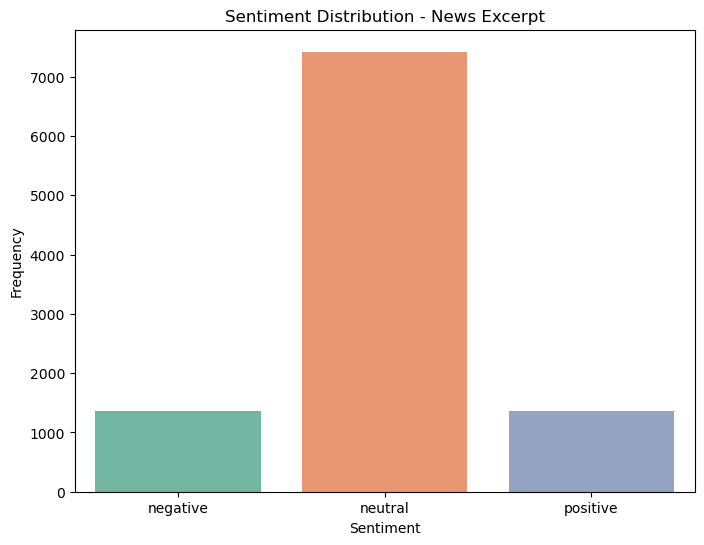 Sentiment Distribution - News Excerpt
Frequency
7000
6000
5000
4000
3000
2000
1000
0
negative neutral positive
Sentiment